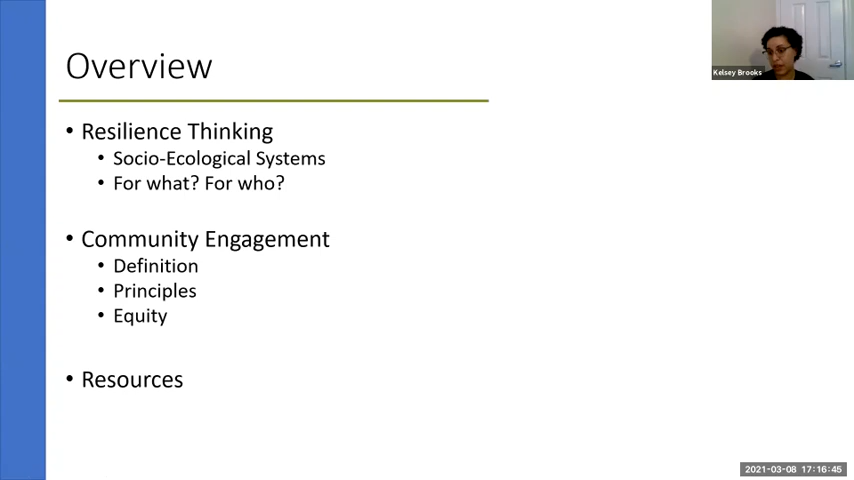 Overview
Kelsey Brooks
• Resilience Thinking
• Socio-Ecological Systems
• For what? For who?
• Community Engagement
• Definition
• Principles
• Equity
• Resources
2021-03-08 17:16:45